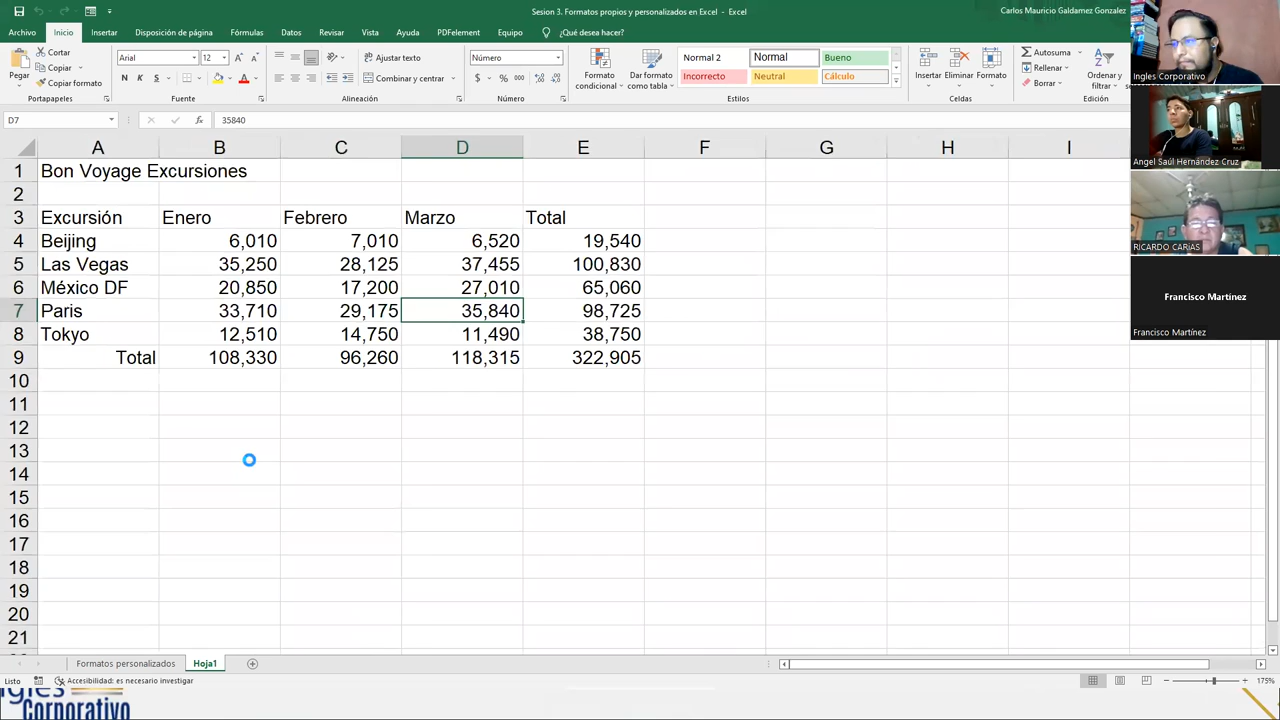 Sesion 3. Formatos propios y personalizados en Excel - Excel
Carlos Mauricio Galdamez Gonzalez
Archivo Inicio Insertar Disposición de página Fórmulas Datos Revisar Vista Ayuda PDFelement Equipo ¿Qué desea hacer?
Pegar
Cortar
Copiar
Copiar formato
Portapapeles
Arial 12
N K S
Fuente
Ajustar texto
Combinar y centrar
Alineación
Número
$ % 000
Número
Formato condicional
Dar formato como tabla
Normal 2 Normal Bueno
Incorrecto Neutral Cálculo
Estilos
Insertar Eliminar Formato
Celdas
Autosuma
Rellenar
Borrar
Ordenar y filtrar
Edición
D7 fx 35840
A B C D E F G H I
1 Bon Voyage Excursiones
2
3 Excursión Enero Febrero Marzo Total
4 Beijing 6,010 7,010 6,520 19,540
5 Las Vegas 35,250 28,125 37,455 100,830
6 México DF 20,850 17,200 27,010 65,060
7 Paris 33,710 29,175 35,840 98,725
8 Tokyo 12,510 14,750 11,490 38,750
9 Total 108,330 96,260 118,315 322,905
10
11
12
13
14
15
16
17
18
19
20
21
Formatos personalizados Hoja1
Listo Accesibilidad: es necesario investigar 175%
Ingles Corporativo
Angel Saúl Hernández Cruz
RICARDO CARíAS
Francisco Martínez
Francisco Martínez
Corporativo